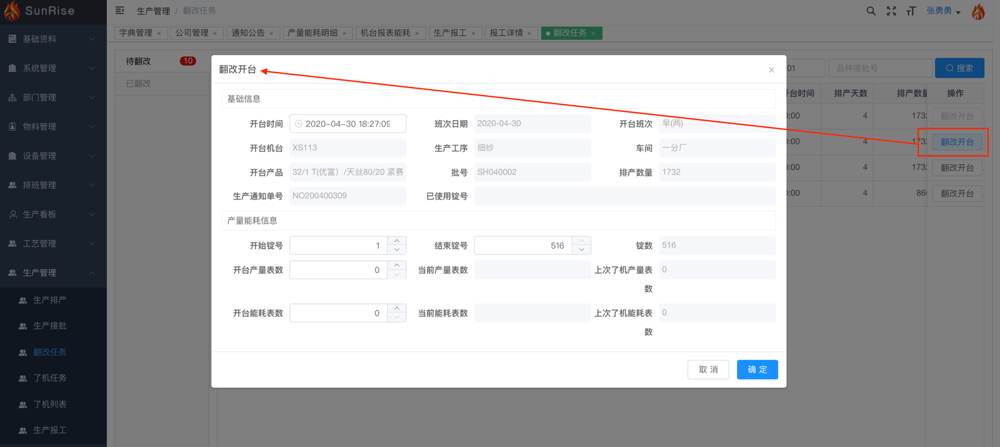 SunRise
生产管理 / 翻改任务
张勇勇
字典管理 × 公司管理 × 通知公告 × 产量能耗明细 × 机台报表能耗 × 生产报工 × 报工详情 × 翻改任务 ×
基础资料
系统管理
部门管理
物料管理
设备管理
排班管理
生产看板
工艺管理
生产管理
生产排产
生产接批
翻改任务
了机任务
了机列表
生产报工
待翻改 10
已翻改
01 品种或批号 搜索
开台时间 排产天数 排产数量 操作
0:00 4 1732 翻改开台
0:00 4 1732 翻改开台
0:00 4 1732 翻改开台
0:00 4 866 翻改开台
翻改开台 ×
基础信息
开台时间 2020-04-30 18:27:09 班次日期 2020-04-30 开台班次 早(两)
开台机台 XS113 生产工序 细纱 车间 一分厂
开台产品 32/1 T(优富）/天丝80/20 紧赛 批号 SH040002 排产数量 1732
生产通知单号 NO200400309 已使用锭号
产量能耗信息
开始锭号 1 结束锭号 516 锭数 516
开台产量表数 0 当前产量表数 上次了机产量表数 0
开台能耗表数 0 当前能耗表数 上次了机能耗表数 0
取 消 确 定